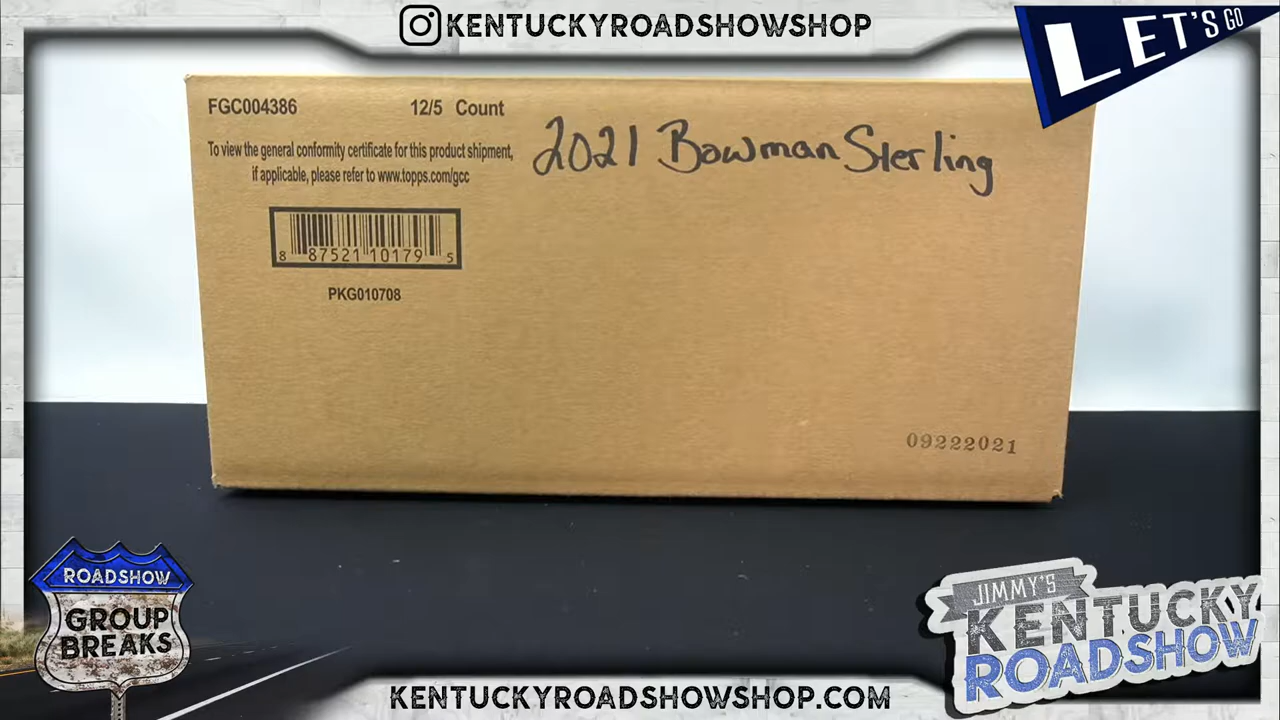 KENTUCKYROADSHOWSHOP
LET'S GO
FGC004386 12/5 Count
To view the general conformity certificate for this product shipment,
if applicable, please refer to www.topps.com/gcc
2021 Bowman Sterling
8 87521 10179 5
PKG010708
09222021
ROADSHOW
GROUP
BREAKS
JIMMY'S
KENTUCKY
ROADSHOW
KENTUCKYROADSHOWSHOP.COM